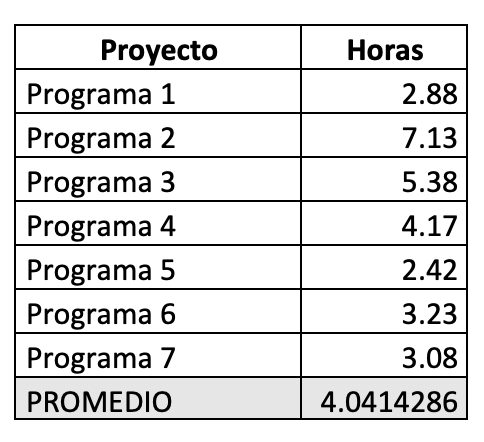 Proyecto Horas
Programa 1 2.88
Programa 2 7.13
Programa 3 5.38
Programa 4 4.17
Programa 5 2.42
Programa 6 3.23
Programa 7 3.08
PROMEDIO 4.0414286